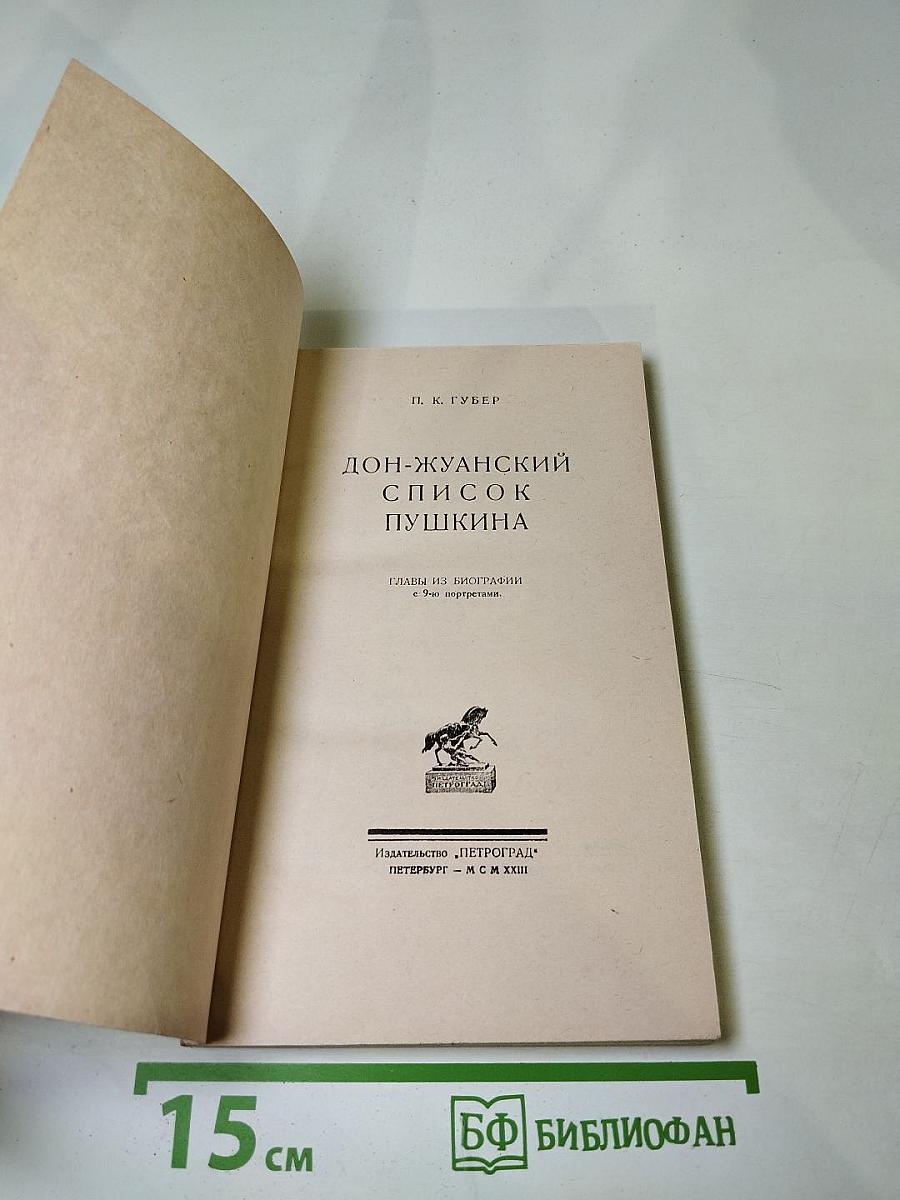 П. К. ГУБЕР
ДОН-ЖУАНСКИЙ
СПИСОК
ПУШКИНА
ГЛАВЫ ИЗ БИОГРАФИИ
с 9-ю портретами.
ИЗДАТЕЛЬСТВО
ПЕТРОГРАД
Издательство „ПЕТРОГРАД“
ПЕТЕРБУРГ — M C M XXIII
15 см
БФ БИБЛИОФАН